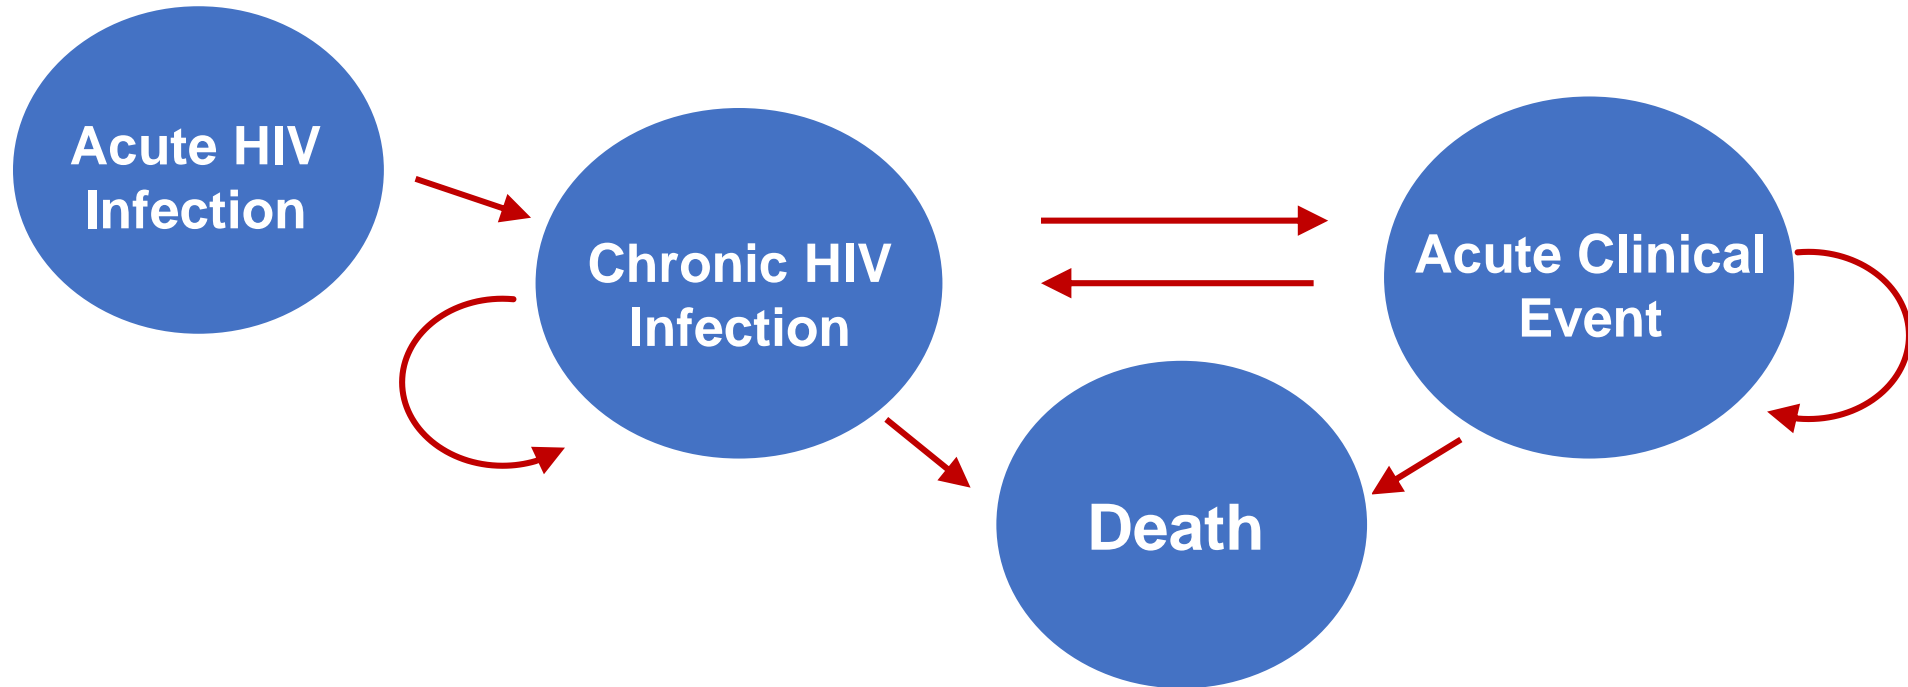 Acute HIV
Infection
Chronic HIV
Infection
Acute Clinical
Event
Death